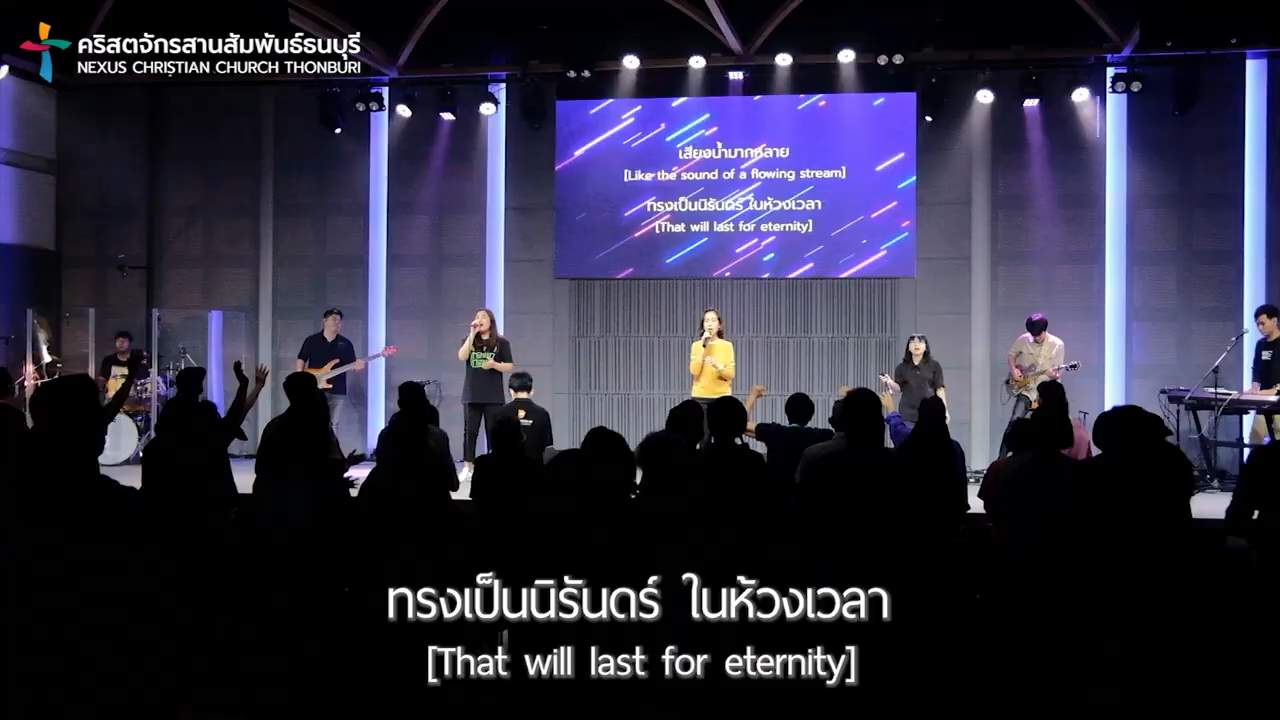 คริสตจักรสานสัมพันธ์ธนบุรี
NEXUS CHRISTIAN CHURCH THONBURI
เสียงน้ำมากหลาย
[Like the sound of a flowing stream]
ทรงเป็นนิรันดร์ ในห้วงเวลา
[That will last for eternity]
ทรงเป็นนิรันดร์ ในห้วงเวลา
[That will last for eternity]